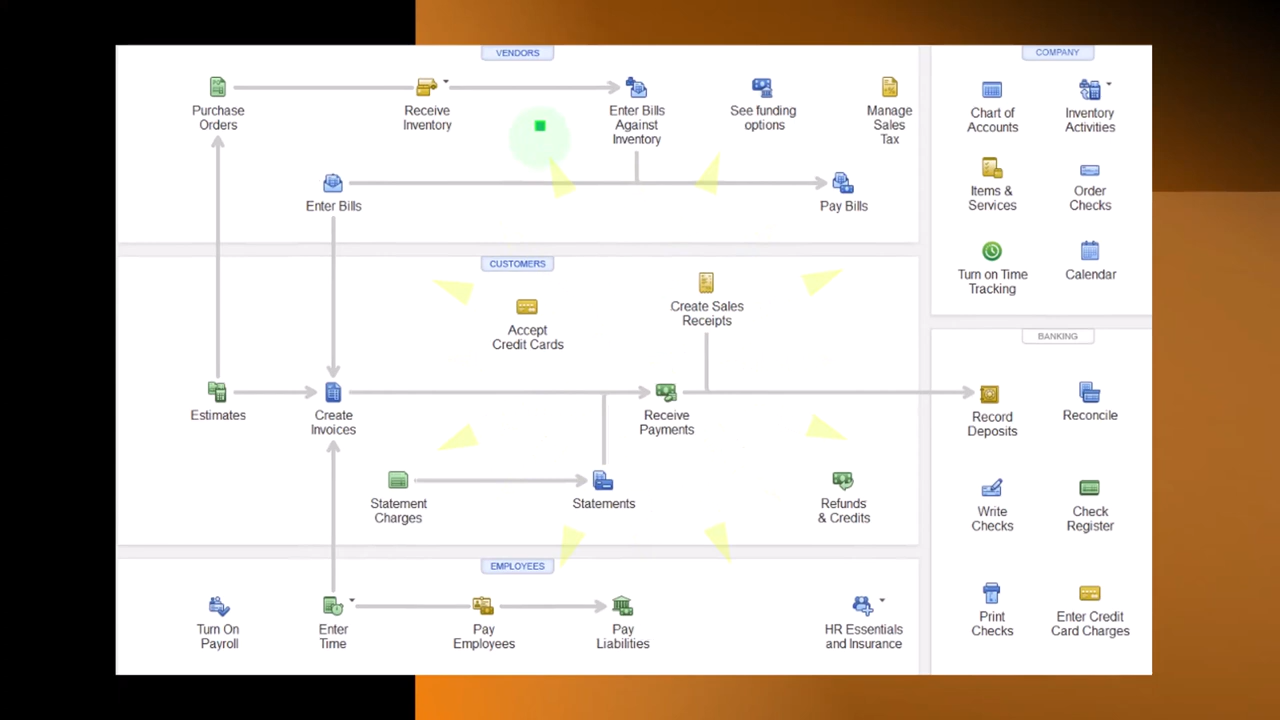 VENDORS
Purchase
Orders
Receive
Inventory
Enter Bills
Against
Inventory
See funding
options
Manage
Sales
Tax
Enter Bills
Pay Bills
CUSTOMERS
Create Sales
Receipts
Accept
Credit Cards
Estimates
Create
Invoices
Receive
Payments
Statement
Charges
Statements
Refunds
& Credits
EMPLOYEES
Turn On
Payroll
Enter
Time
Pay
Employees
Pay
Liabilities
HR Essentials
and Insurance
COMPANY
Chart of
Accounts
Inventory
Activities
Items &
Services
Order
Checks
Turn on Time
Tracking
Calendar
BANKING
Record
Deposits
Reconcile
Write
Checks
Check
Register
Print
Checks
Enter Credit
Card Charges